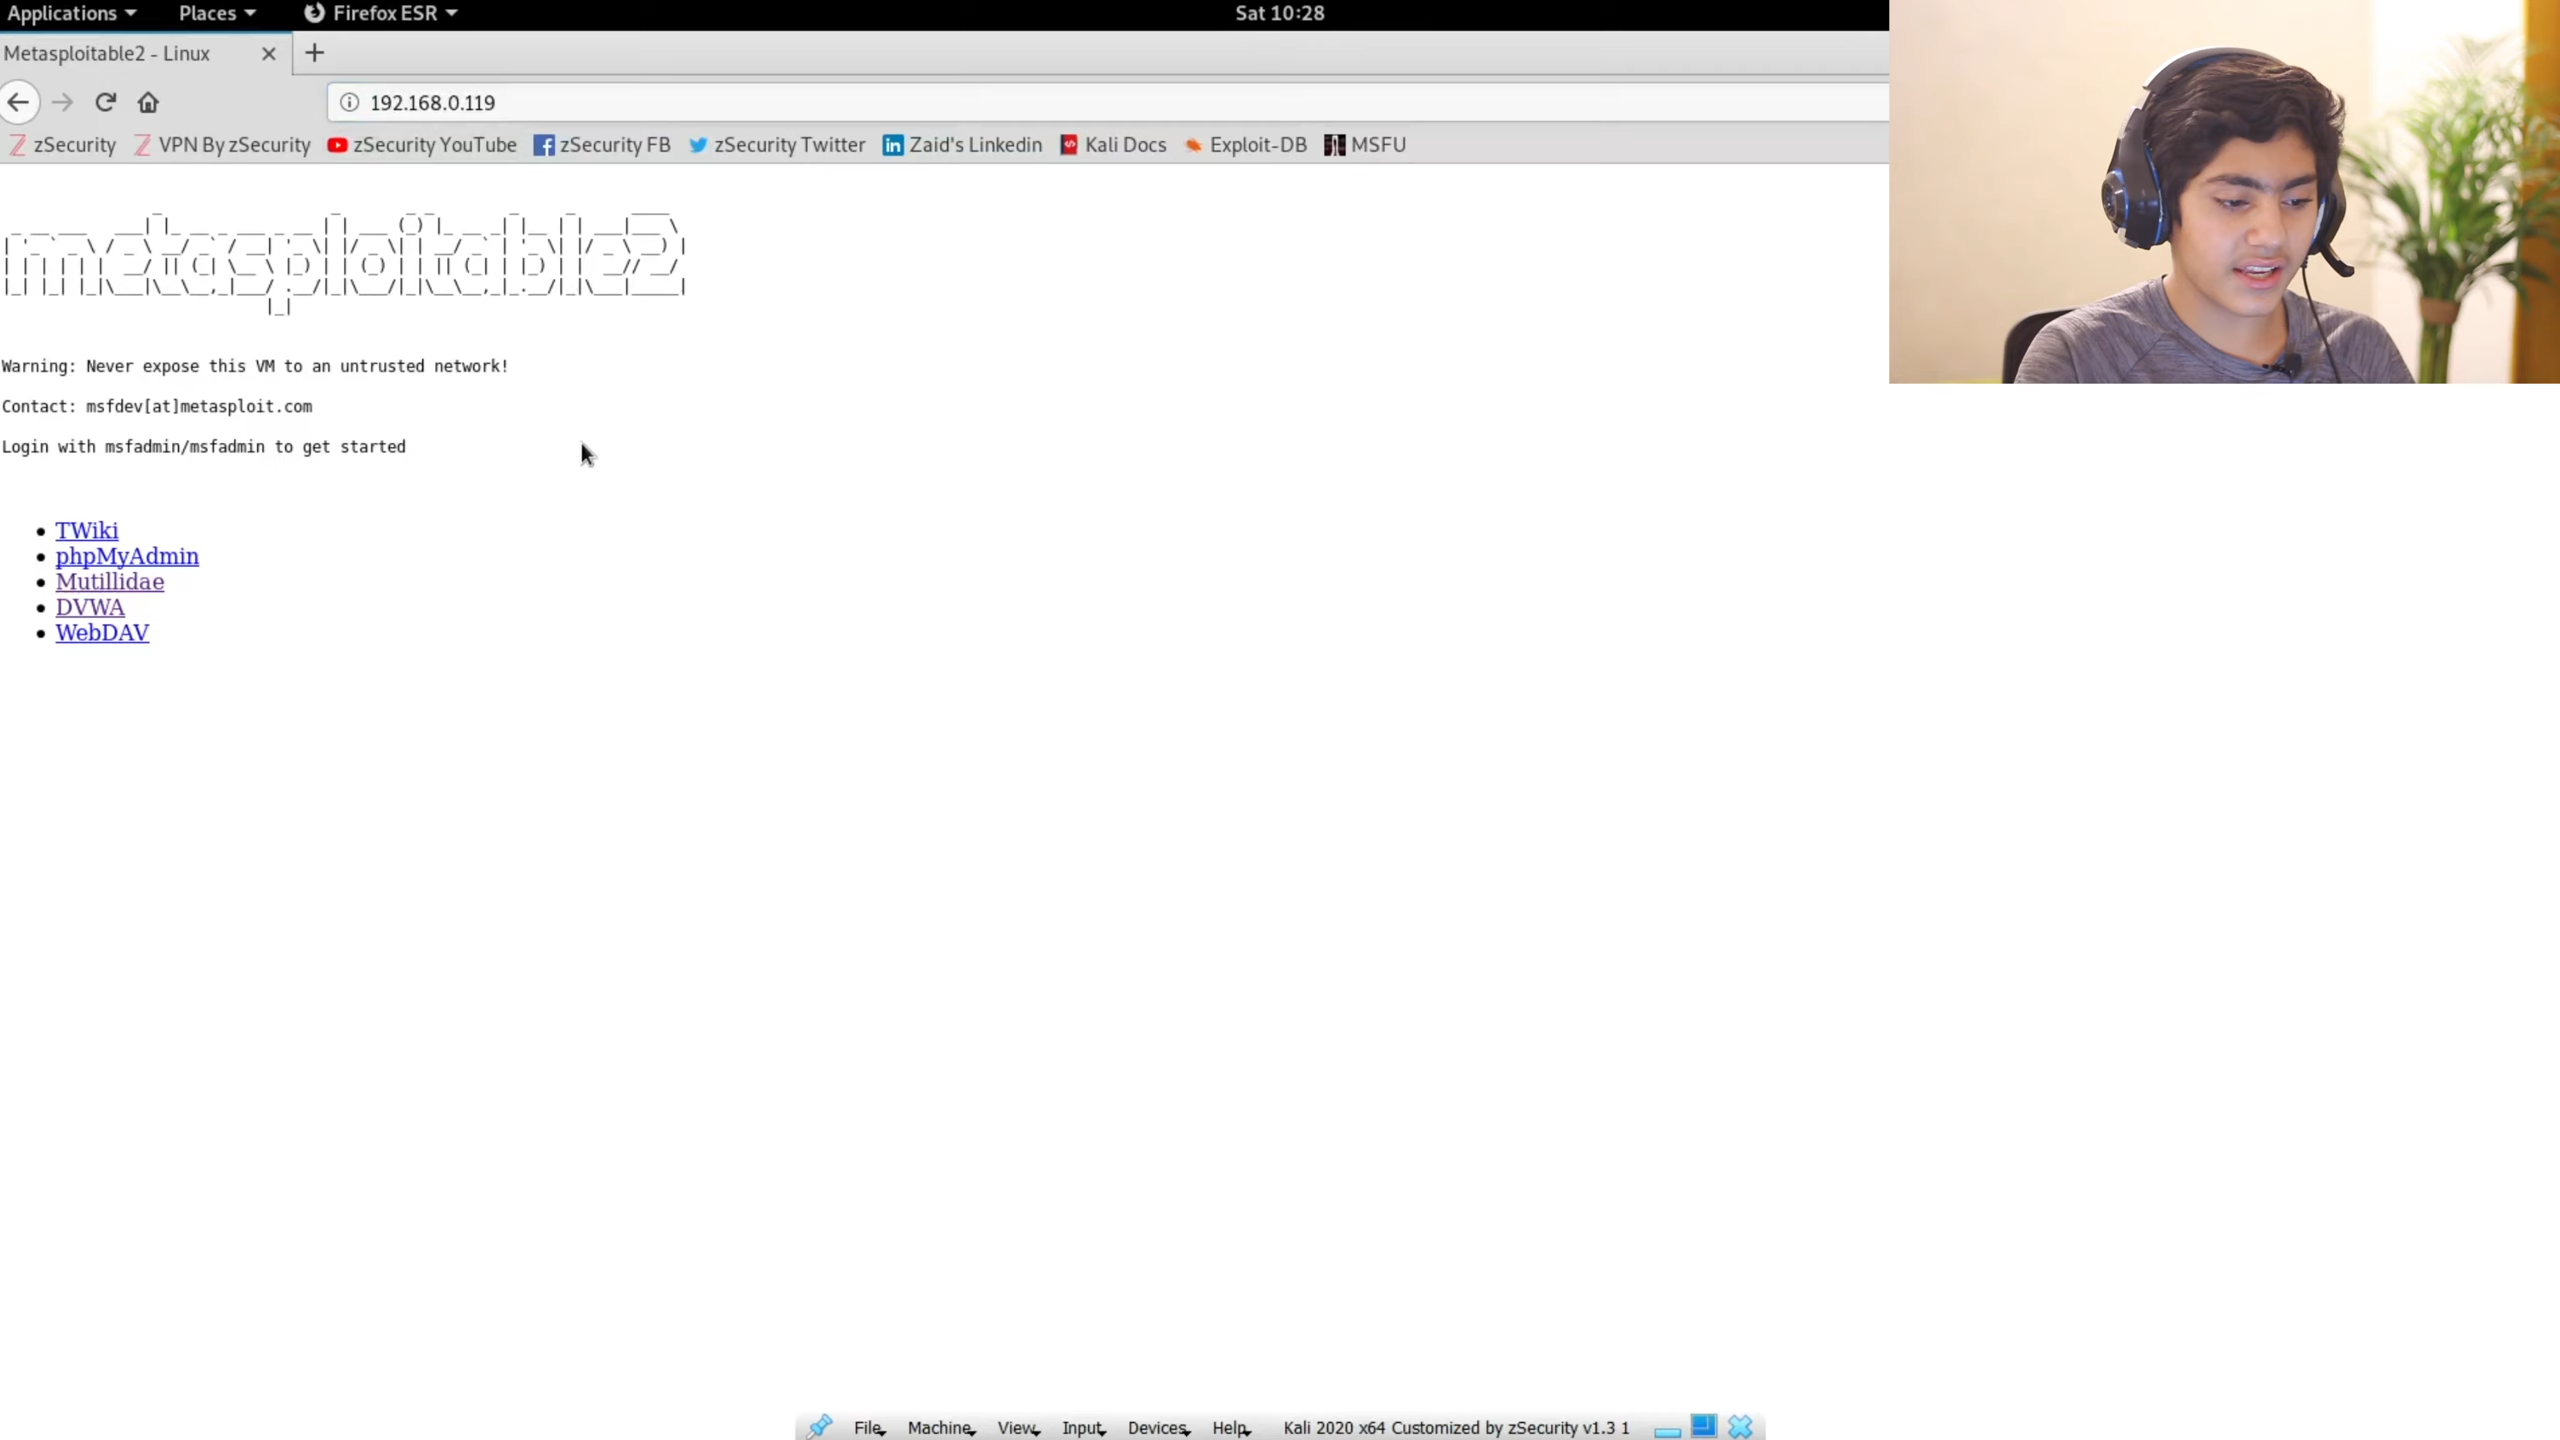 Applications Places Firefox ESR Sat 10:28
Metasploitable2 - Linux
192.168.0.119
zSecurity VPN By zSecurity zSecurity YouTube zSecurity FB zSecurity Twitter Zaid's Linkedin Kali Docs Exploit-DB MSFU
metasploitable2
Warning: Never expose this VM to an untrusted network!
Contact: msfdev[at]metasploit.com
Login with msfadmin/msfadmin to get started
TWiki
phpMyAdmin
Mutillidae
DVWA
WebDAV
File Machine View Input Devices Help Kali 2020 x64 Customized by zSecurity v1.3 1